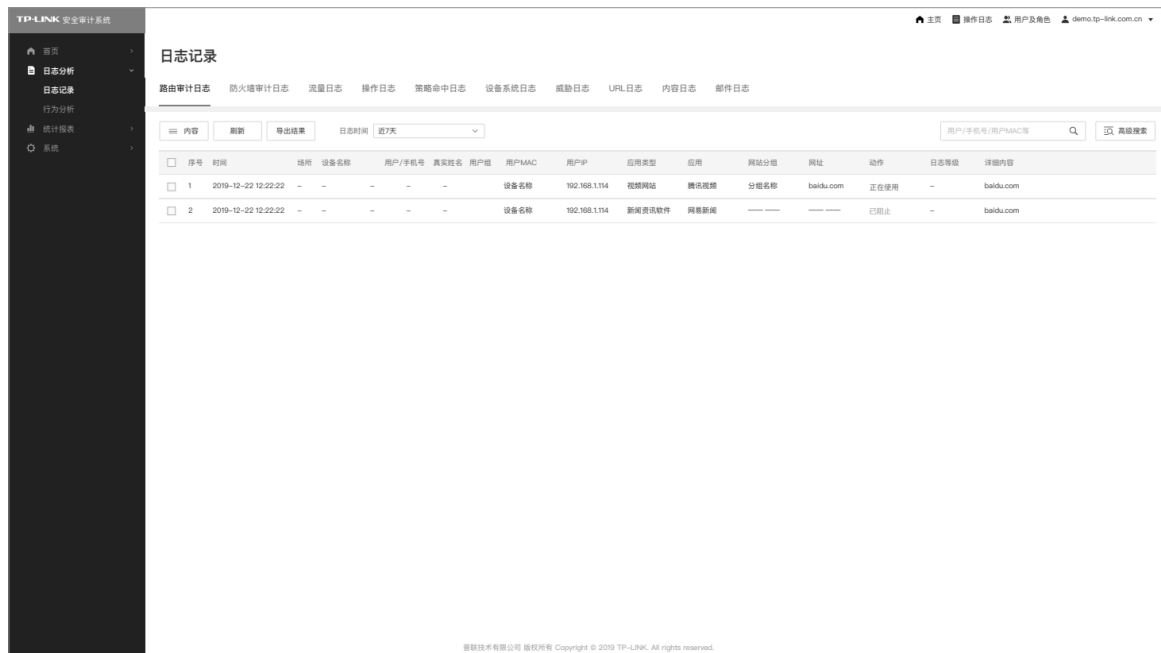 TP-LINK 安全审计系统
主页 操作日志 用户及角色 demo.tp-link.com.cn
首页
日志分析
日志记录
行为分析
统计报表
系统
日志记录
路由审计日志 防火墙审计日志 流量日志 操作日志 策略命中日志 设备系统日志 威胁日志 URL日志 内容日志 邮件日志
内容 刷新 导出结果 日志时间 近7天 用户/手机号/用户MAC等 高级搜索
序号 时间 场所 设备名称 用户/手机号 真实姓名 用户组 用户MAC 用户IP 应用类型 应用 网站分组 网址 动作 日志等级 详细内容
1 2019-12-22 12:22:22 - - - - - 设备名称 192.168.1.114 视频网站 腾讯视频 分组名称 baidu.com 正在使用 - baidu.com
2 2019-12-22 12:22:22 - - - - - 设备名称 192.168.1.114 新闻资讯软件 网易新闻 —— —— —— —— 已阻止 - baidu.com
普联技术有限公司 版权所有 Copyright © 2019 TP-LINK. All rights reserved.